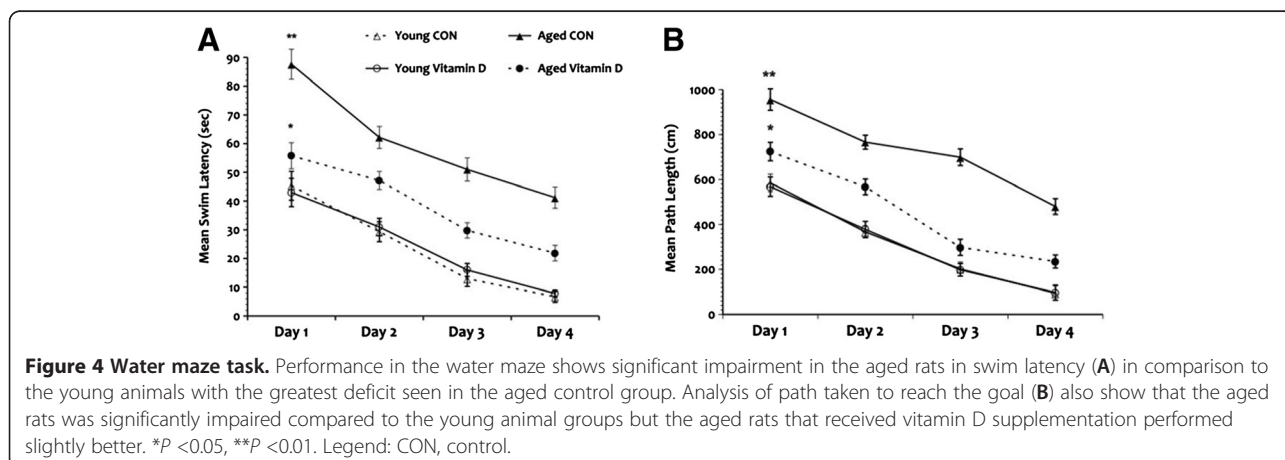 A
**
Young CON
Aged CON
Young Vitamin D
Aged Vitamin D
90
80
70
60
50
40
30
20
10
0
*
Mean Swim Latency (sec)
Day 1 Day 2 Day 3 Day 4
B
**
*
1000
800
600
400
200
0
Mean Path Length (cm)
Day 1 Day 2 Day 3 Day 4
Figure 4 Water maze task. Performance in the water maze shows significant impairment in the aged rats in swim latency (A) in comparison to
the young animals with the greatest deficit seen in the aged control group. Analysis of path taken to reach the goal (B) also show that the aged
rats was significantly impaired compared to the young animal groups but the aged rats that received vitamin D supplementation performed
slightly better. *P <0.05, **P <0.01. Legend: CON, control.